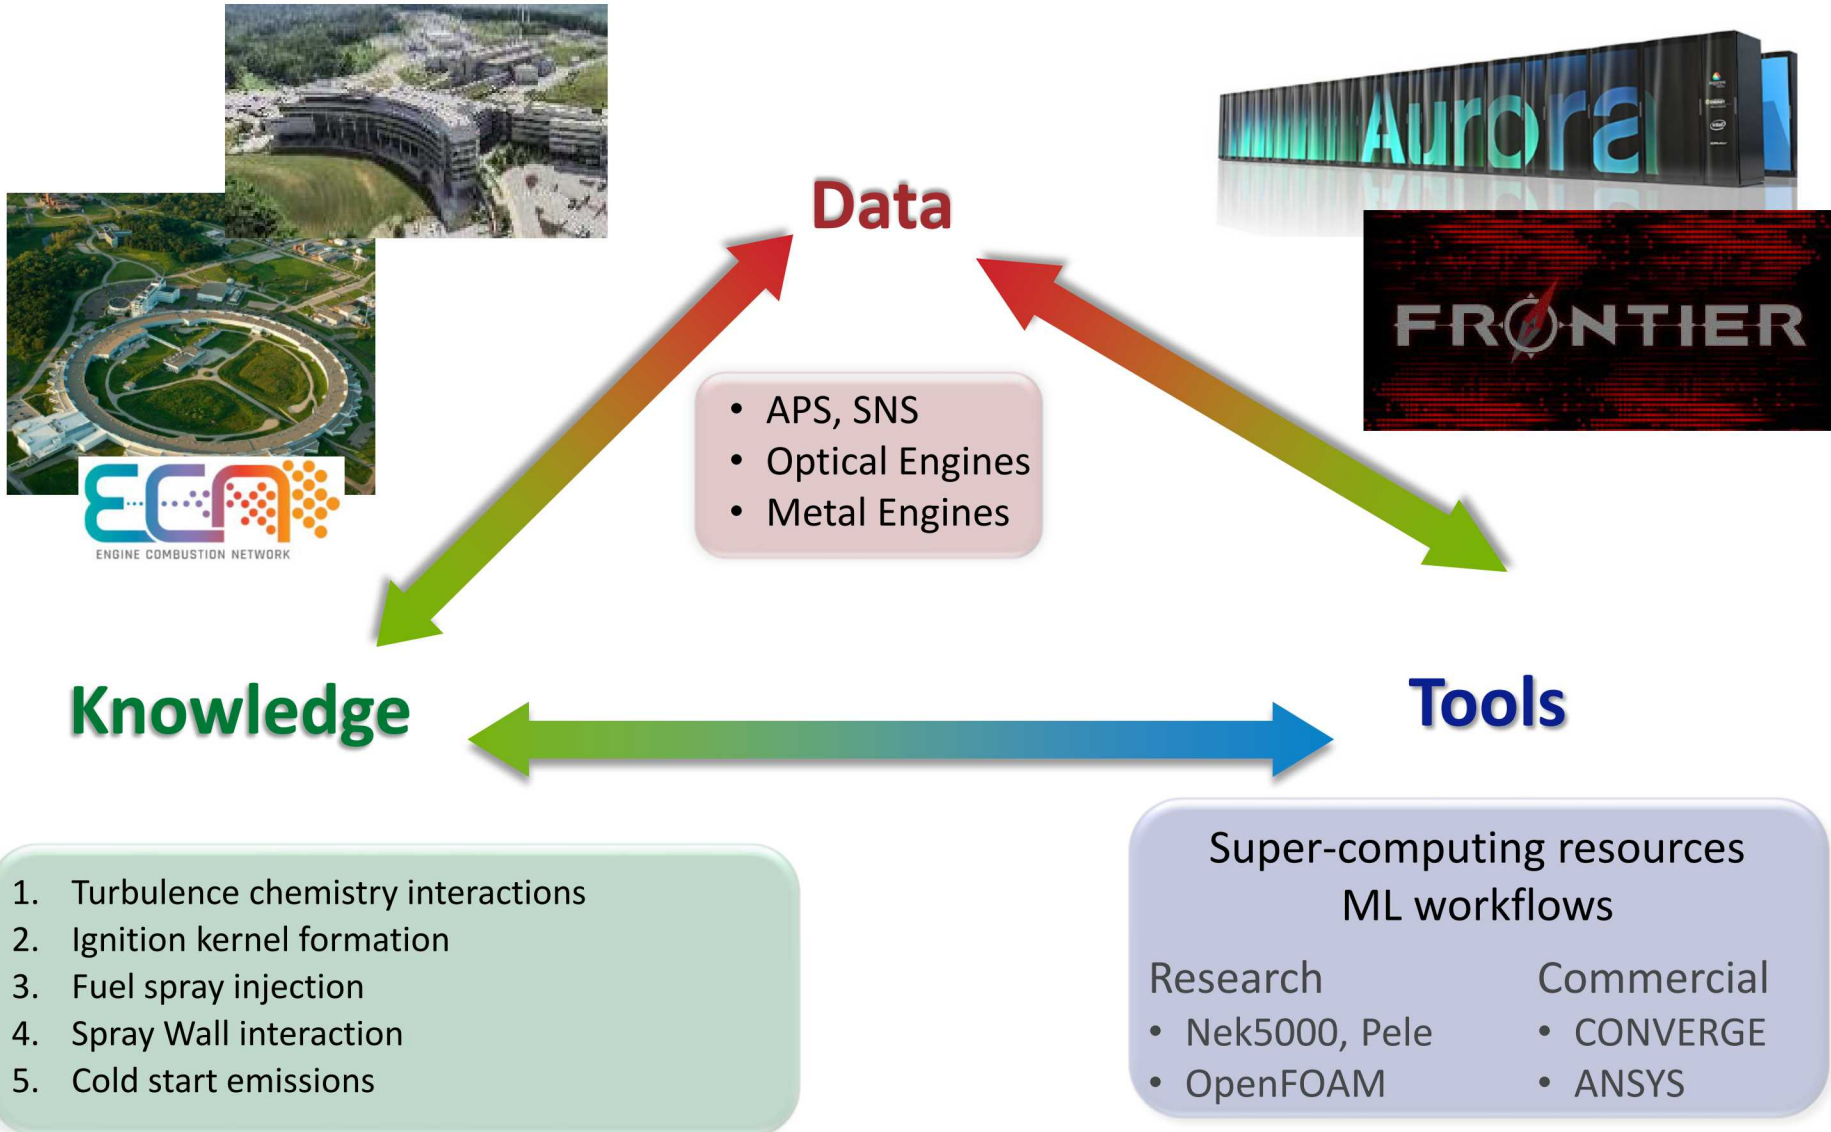 Aurora
Data
FRONTIER
• APS, SNS
• Optical Engines
• Metal Engines
ECN
ENGINE COMBUSTION NETWORK
Knowledge
Tools
1. Turbulence chemistry interactions
2. Ignition kernel formation
3. Fuel spray injection
4. Spray Wall interaction
5. Cold start emissions
Super-computing resources
ML workflows
Research
• Nek5000, Pele
• OpenFOAM
Commercial
• CONVERGE
• ANSYS